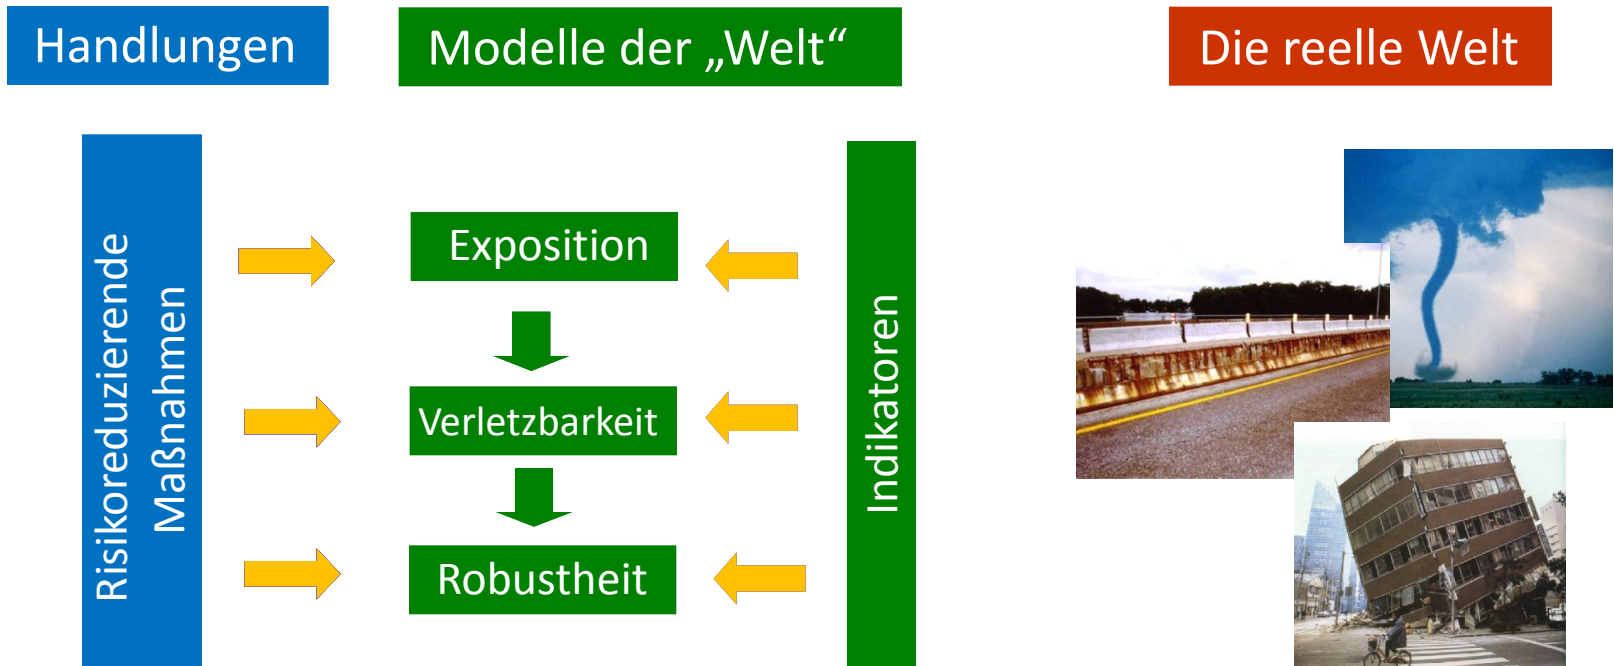 Handlungen
Modelle der „Welt“
Die reelle Welt
Risikoreduzierende
Maßnahmen
Exposition
Verletzbarkeit
Robustheit
Indikatoren